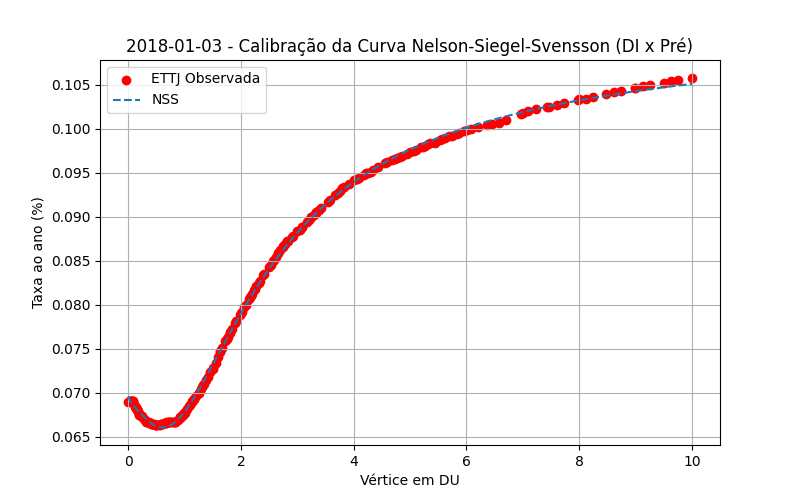 2018-01-03 - Calibração da Curva Nelson-Siegel-Svensson (DI x Pré)
ETTJ Observada
NSS
Taxa ao ano (%)
0.105
0.100
0.095
0.090
0.085
0.080
0.075
0.070
0.065
0 2 4 6 8 10
Vértice em DU